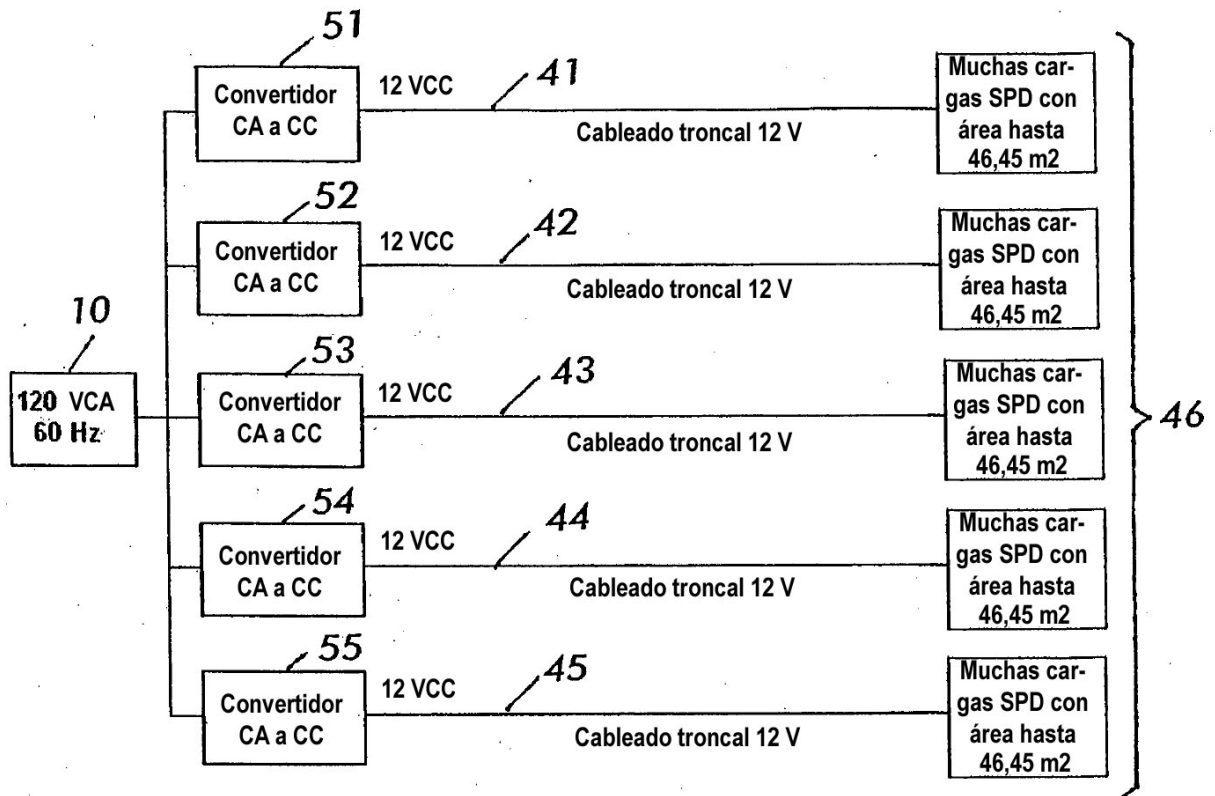 51
Convertidor
CA a CC
12 VCC
41
Cableado troncal 12 V
Muchas car-
gas SPD con
área hasta
46,45 m2
52
Convertidor
CA a CC
12 VCC
42
Cableado troncal 12 V
Muchas car-
gas SPD con
área hasta
46,45 m2
10
120 VCA
60 Hz
53
Convertidor
CA a CC
12 VCC
43
Cableado troncal 12 V
Muchas car-
gas SPD con
área hasta
46,45 m2
46
54
Convertidor
CA a CC
12 VCC
44
Cableado troncal 12 V
Muchas car-
gas SPD con
área hasta
46,45 m2
55
Convertidor
CA a CC
12 VCC
45
Cableado troncal 12 V
Muchas car-
gas SPD con
área hasta
46,45 m2